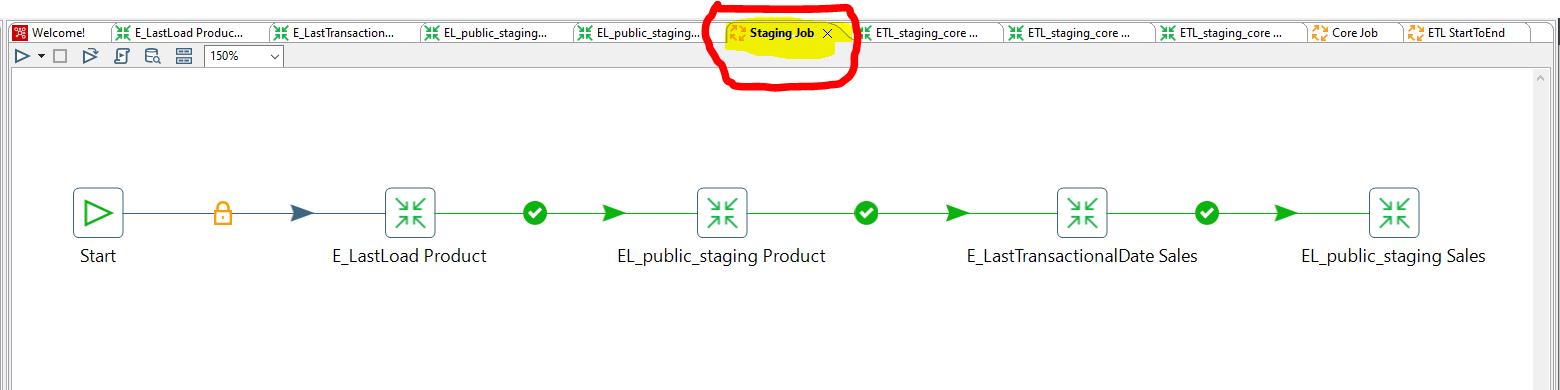 Welcome! E_LastLoad Produc... E_LastTransaction... EL_public_staging... EL_public_staging... Staging Job ETL_staging_core ... ETL_staging_core ... ETL_staging_core ... Core Job ETL StartToEnd
150%
Start E_LastLoad Product EL_public_staging Product E_LastTransactionalDate Sales EL_public_staging Sales